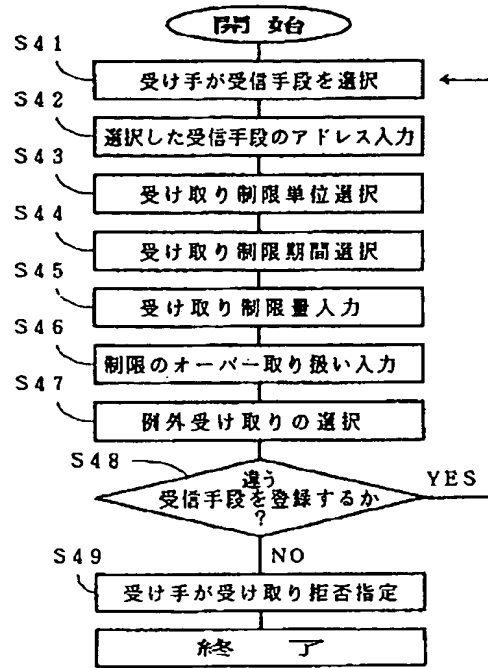 開始
S41
受け手が受信手段を選択
S42
選択した受信手段のアドレス入力
S43
受け取り制限単位選択
S44
受け取り制限期間選択
S45
受け取り制限量入力
S46
制限のオーバー取り扱い入力
S47
例外受け取りの選択
S48
違う
受信手段を登録するか
?
YES
NO
S49
受け手が受け取り拒否指定
終了